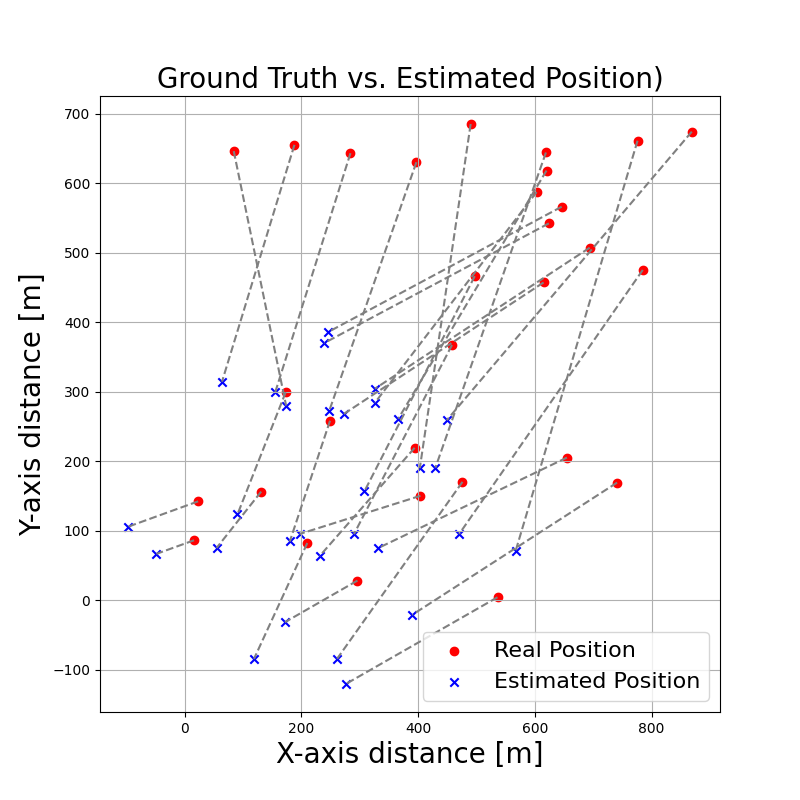 Ground Truth vs. Estimated Position)
Y-axis distance [m]
700
600
500
400
300
200
100
0
−100
0 200 400 600 800
X-axis distance [m]
Real Position
Estimated Position